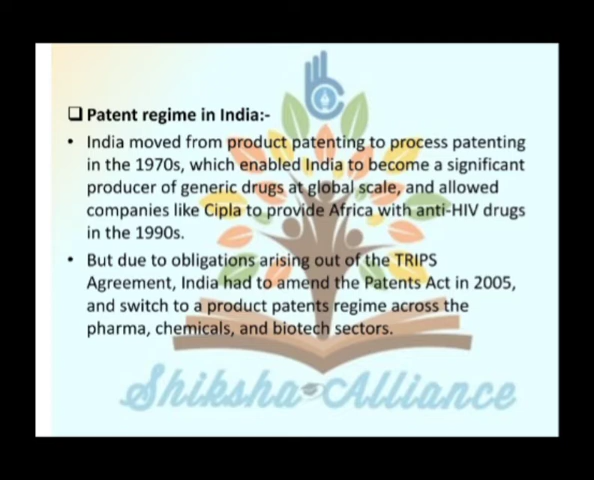 ❑ Patent regime in India:-
• India moved from product patenting to process patenting
in the 1970s, which enabled India to become a significant
producer of generic drugs at global scale, and allowed
companies like Cipla to provide Africa with anti-HIV drugs
in the 1990s.
• But due to obligations arising out of the TRIPS
Agreement, India had to amend the Patents Act in 2005,
and switch to a product patents regime across the
pharma, chemicals, and biotech sectors.
Shiksha Alliance